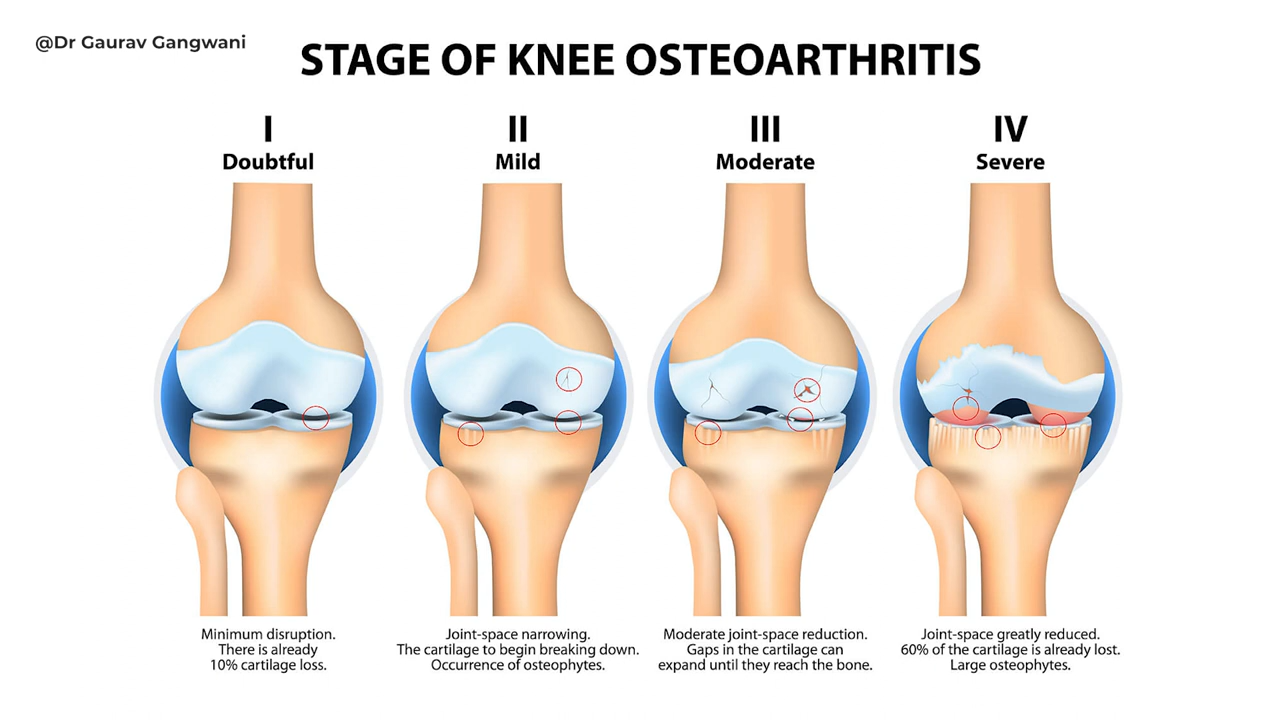 @Dr Gaurav Gangwani
STAGE OF KNEE OSTEOARTHRITIS
I
Doubtful
II
Mild
III
Moderate
IV
Severe
Minimum disruption.
There is already
10% cartilage loss.
Joint-space narrowing.
The cartilage to begin breaking down.
Occurrence of osteophytes.
Moderate joint-space reduction.
Gaps in the cartilage can
expand until they reach the bone.
Joint-space greatly reduced.
60% of the cartilage is already lost.
Large osteophytes.